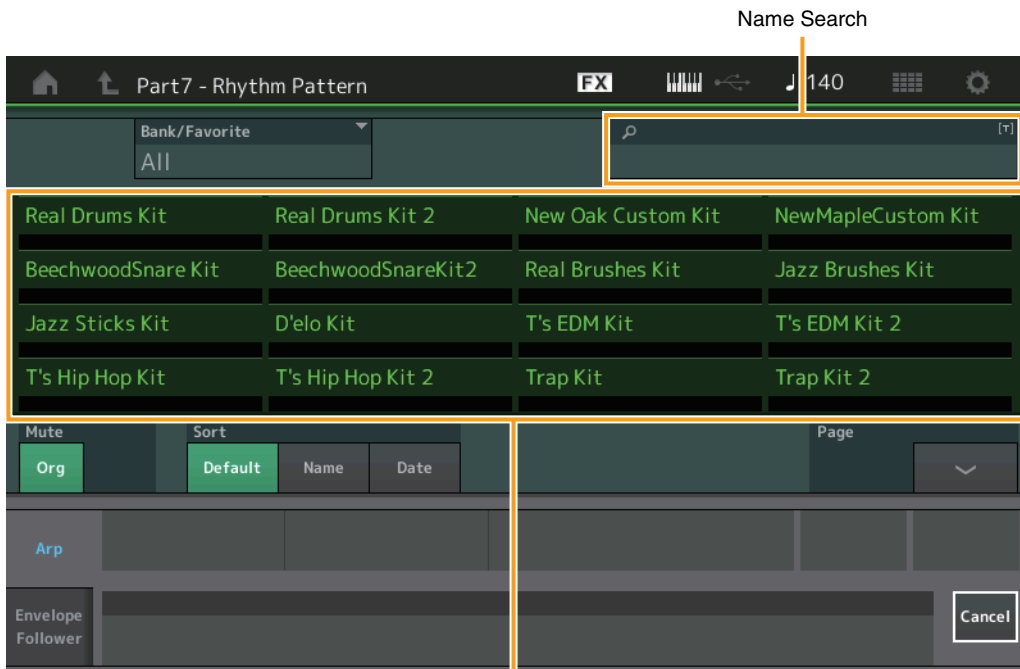 Name Search
Part7 - Rhythm Pattern FX ♩ 140
Bank/Favorite
All
[T]
Real Drums Kit Real Drums Kit 2 New Oak Custom Kit NewMapleCustom Kit
BeechwoodSnare Kit BeechwoodSnareKit2 Real Brushes Kit Jazz Brushes Kit
Jazz Sticks Kit D'elo Kit T's EDM Kit T's EDM Kit 2
T's Hip Hop Kit T's Hip Hop Kit 2 Trap Kit Trap Kit 2
Mute Sort Page
Org Default Name Date
Arp
Envelope
Follower
Cancel